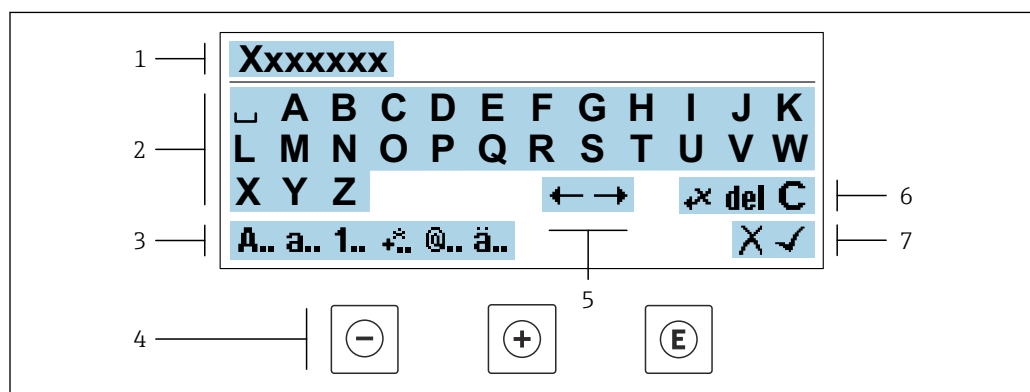 1 Xxxxxxx
2 ␣ A B C D E F G H I J K
L M N O P Q R S T U V W
X Y Z ← → ₊× del C 6
3 A.. a.. 1.. +*.. @.. ä.. X ✓ 7
5
4 − + E